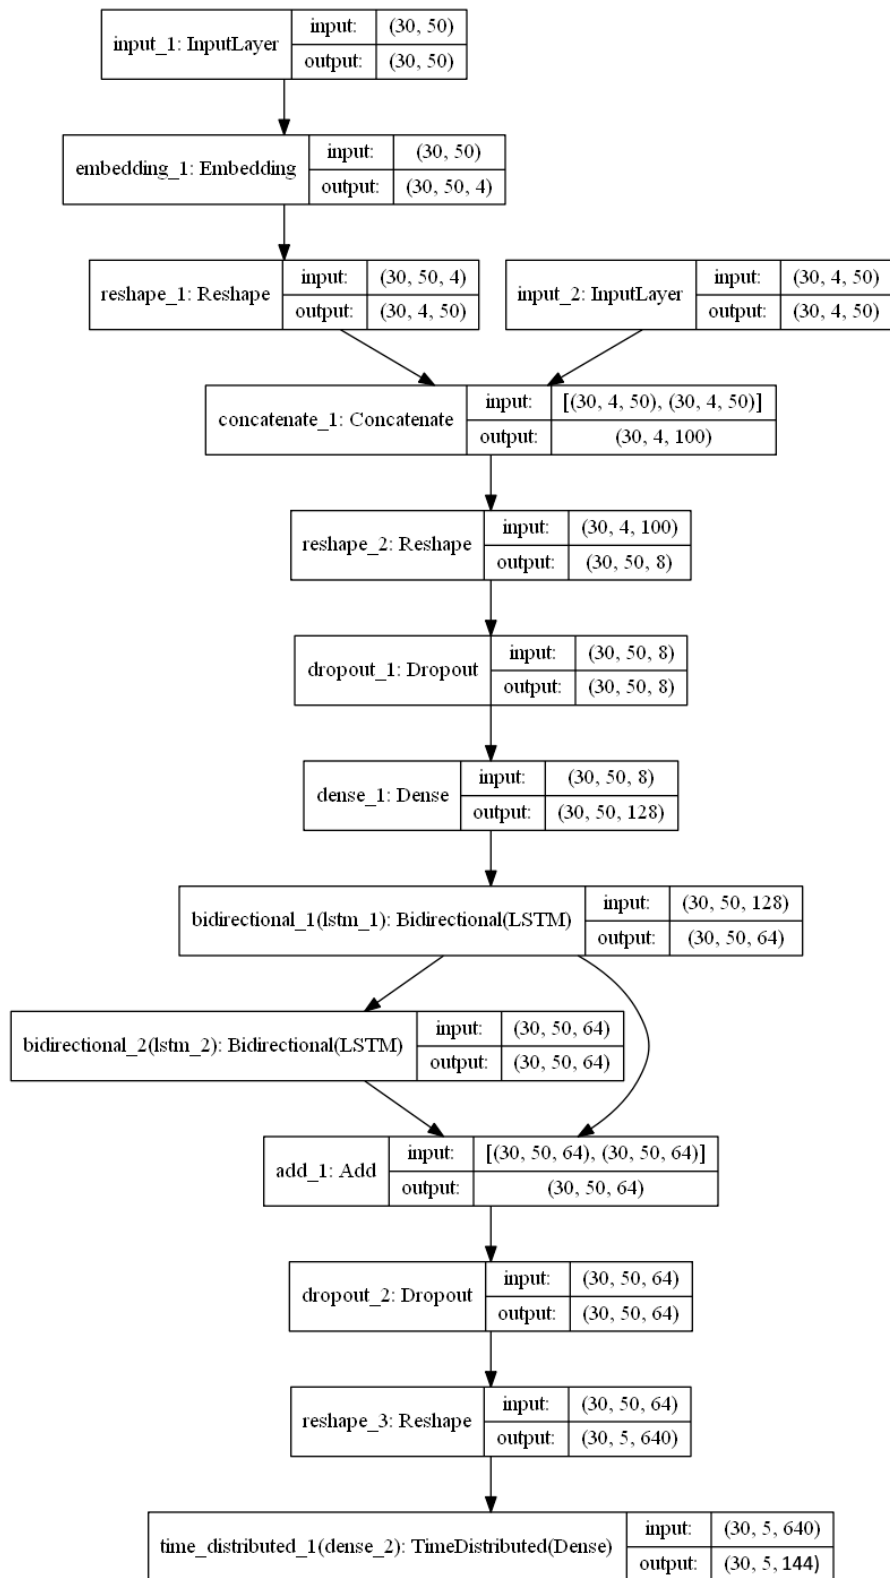 input_1: InputLayer
input: (30, 50)
output: (30, 50)
embedding_1: Embedding
input: (30, 50)
output: (30, 50, 4)
reshape_1: Reshape
input: (30, 50, 4)
output: (30, 4, 50)
input_2: InputLayer
input: (30, 4, 50)
output: (30, 4, 50)
concatenate_1: Concatenate
input: [(30, 4, 50), (30, 4, 50)]
output: (30, 4, 100)
reshape_2: Reshape
input: (30, 4, 100)
output: (30, 50, 8)
dropout_1: Dropout
input: (30, 50, 8)
output: (30, 50, 8)
dense_1: Dense
input: (30, 50, 8)
output: (30, 50, 128)
bidirectional_1(lstm_1): Bidirectional(LSTM)
input: (30, 50, 128)
output: (30, 50, 64)
bidirectional_2(lstm_2): Bidirectional(LSTM)
input: (30, 50, 64)
output: (30, 50, 64)
add_1: Add
input: [(30, 50, 64), (30, 50, 64)]
output: (30, 50, 64)
dropout_2: Dropout
input: (30, 50, 64)
output: (30, 50, 64)
reshape_3: Reshape
input: (30, 50, 64)
output: (30, 5, 640)
time_distributed_1(dense_2): TimeDistributed(Dense)
input: (30, 5, 640)
output: (30, 5, 144)